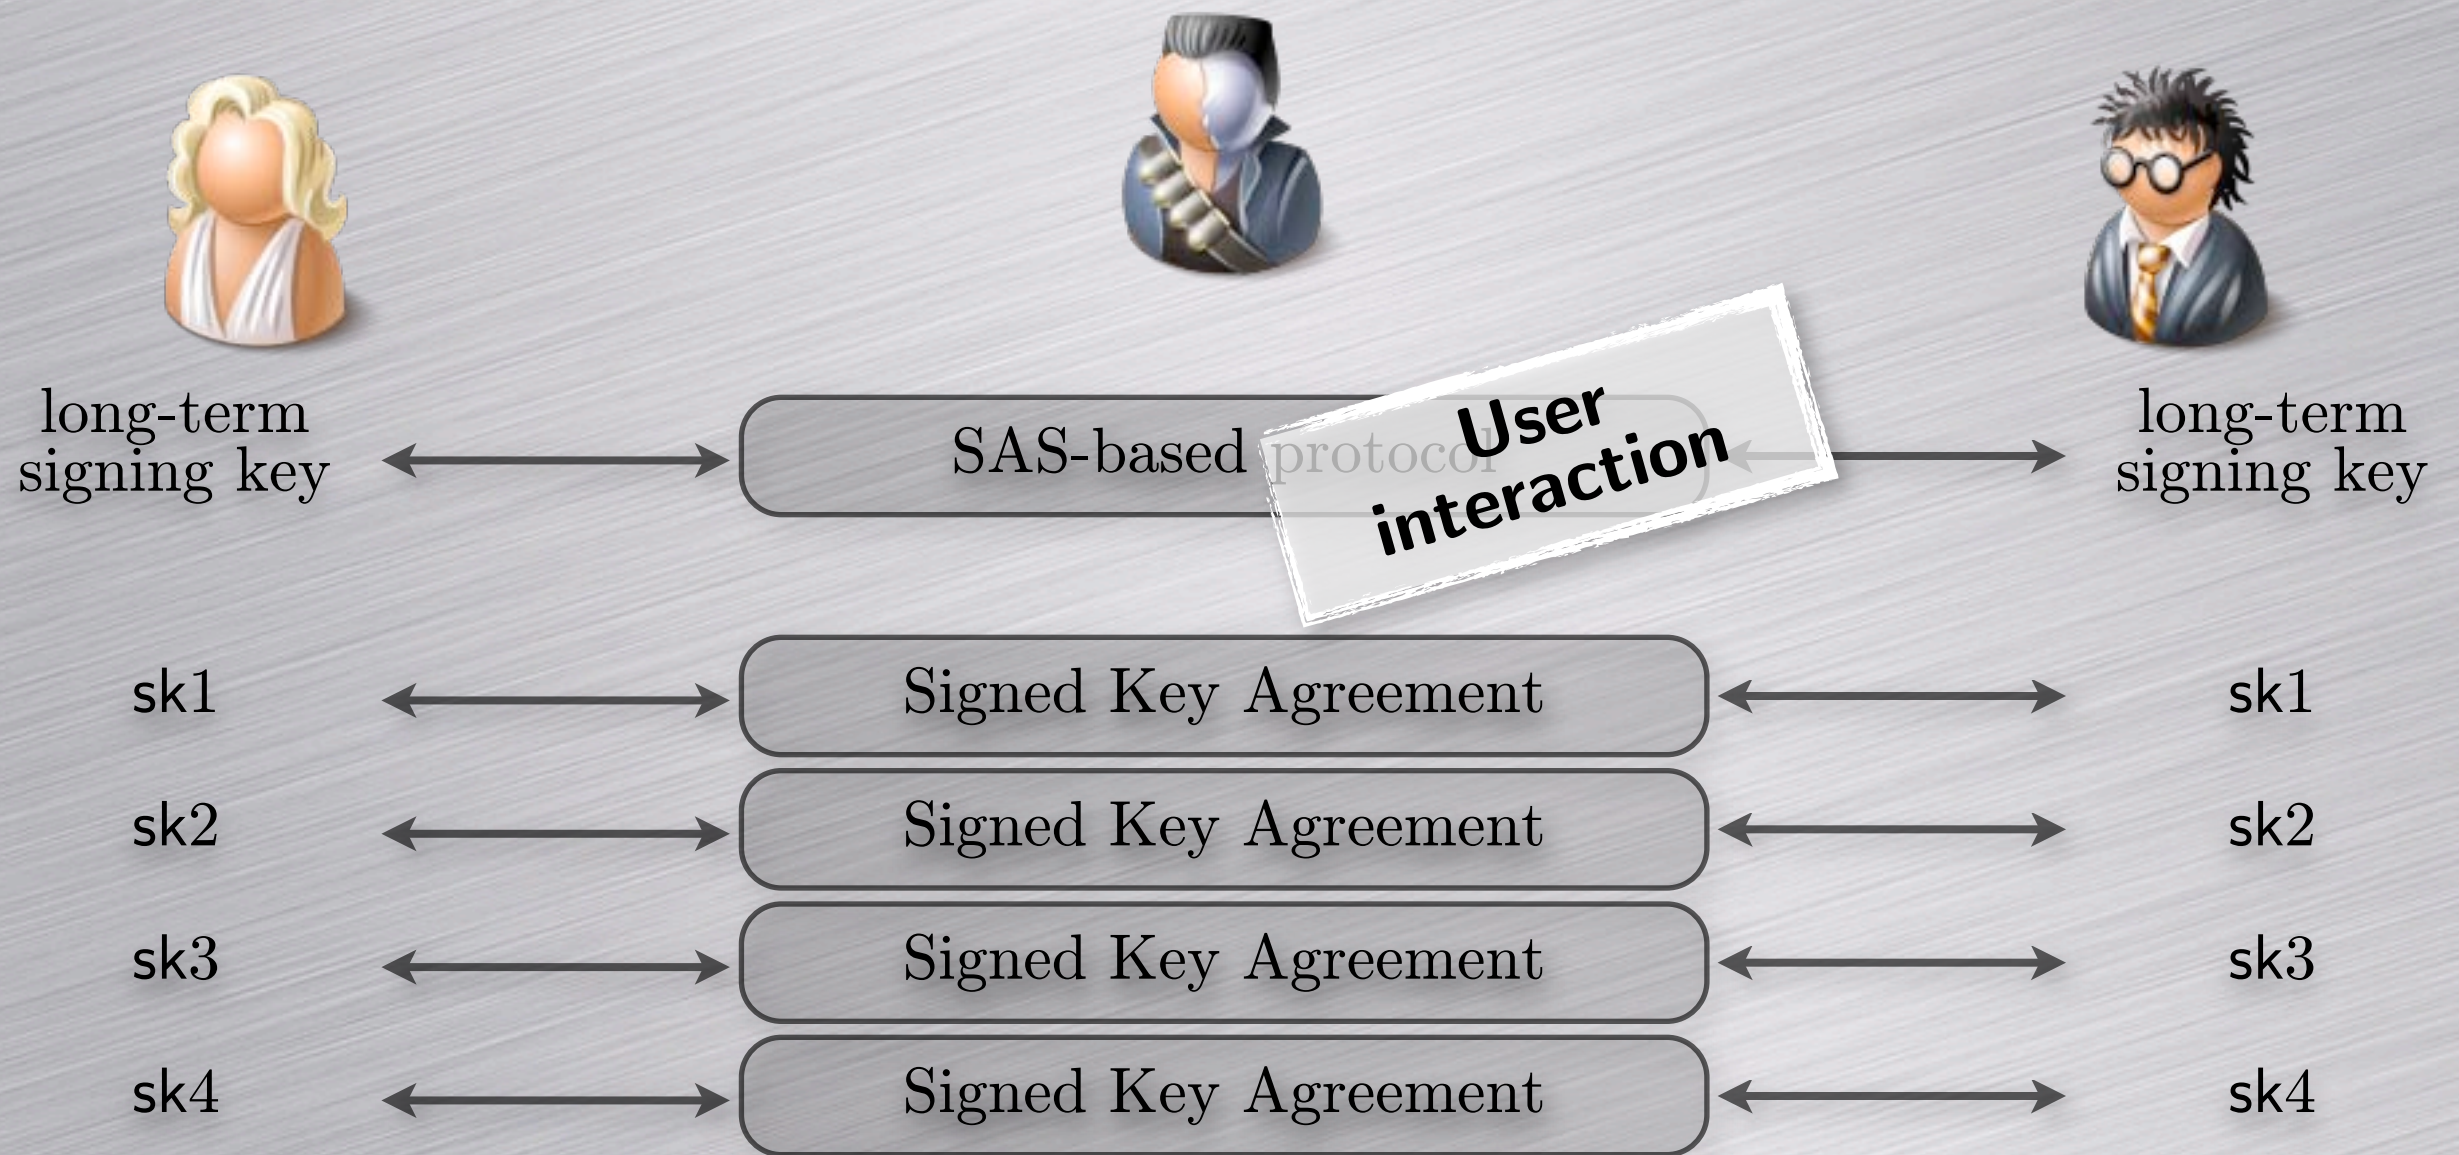 long-term
signing key
SAS-based protocol
User
interaction
long-term
signing key
sk1
Signed Key Agreement
sk1
sk2
Signed Key Agreement
sk2
sk3
Signed Key Agreement
sk3
sk4
Signed Key Agreement
sk4